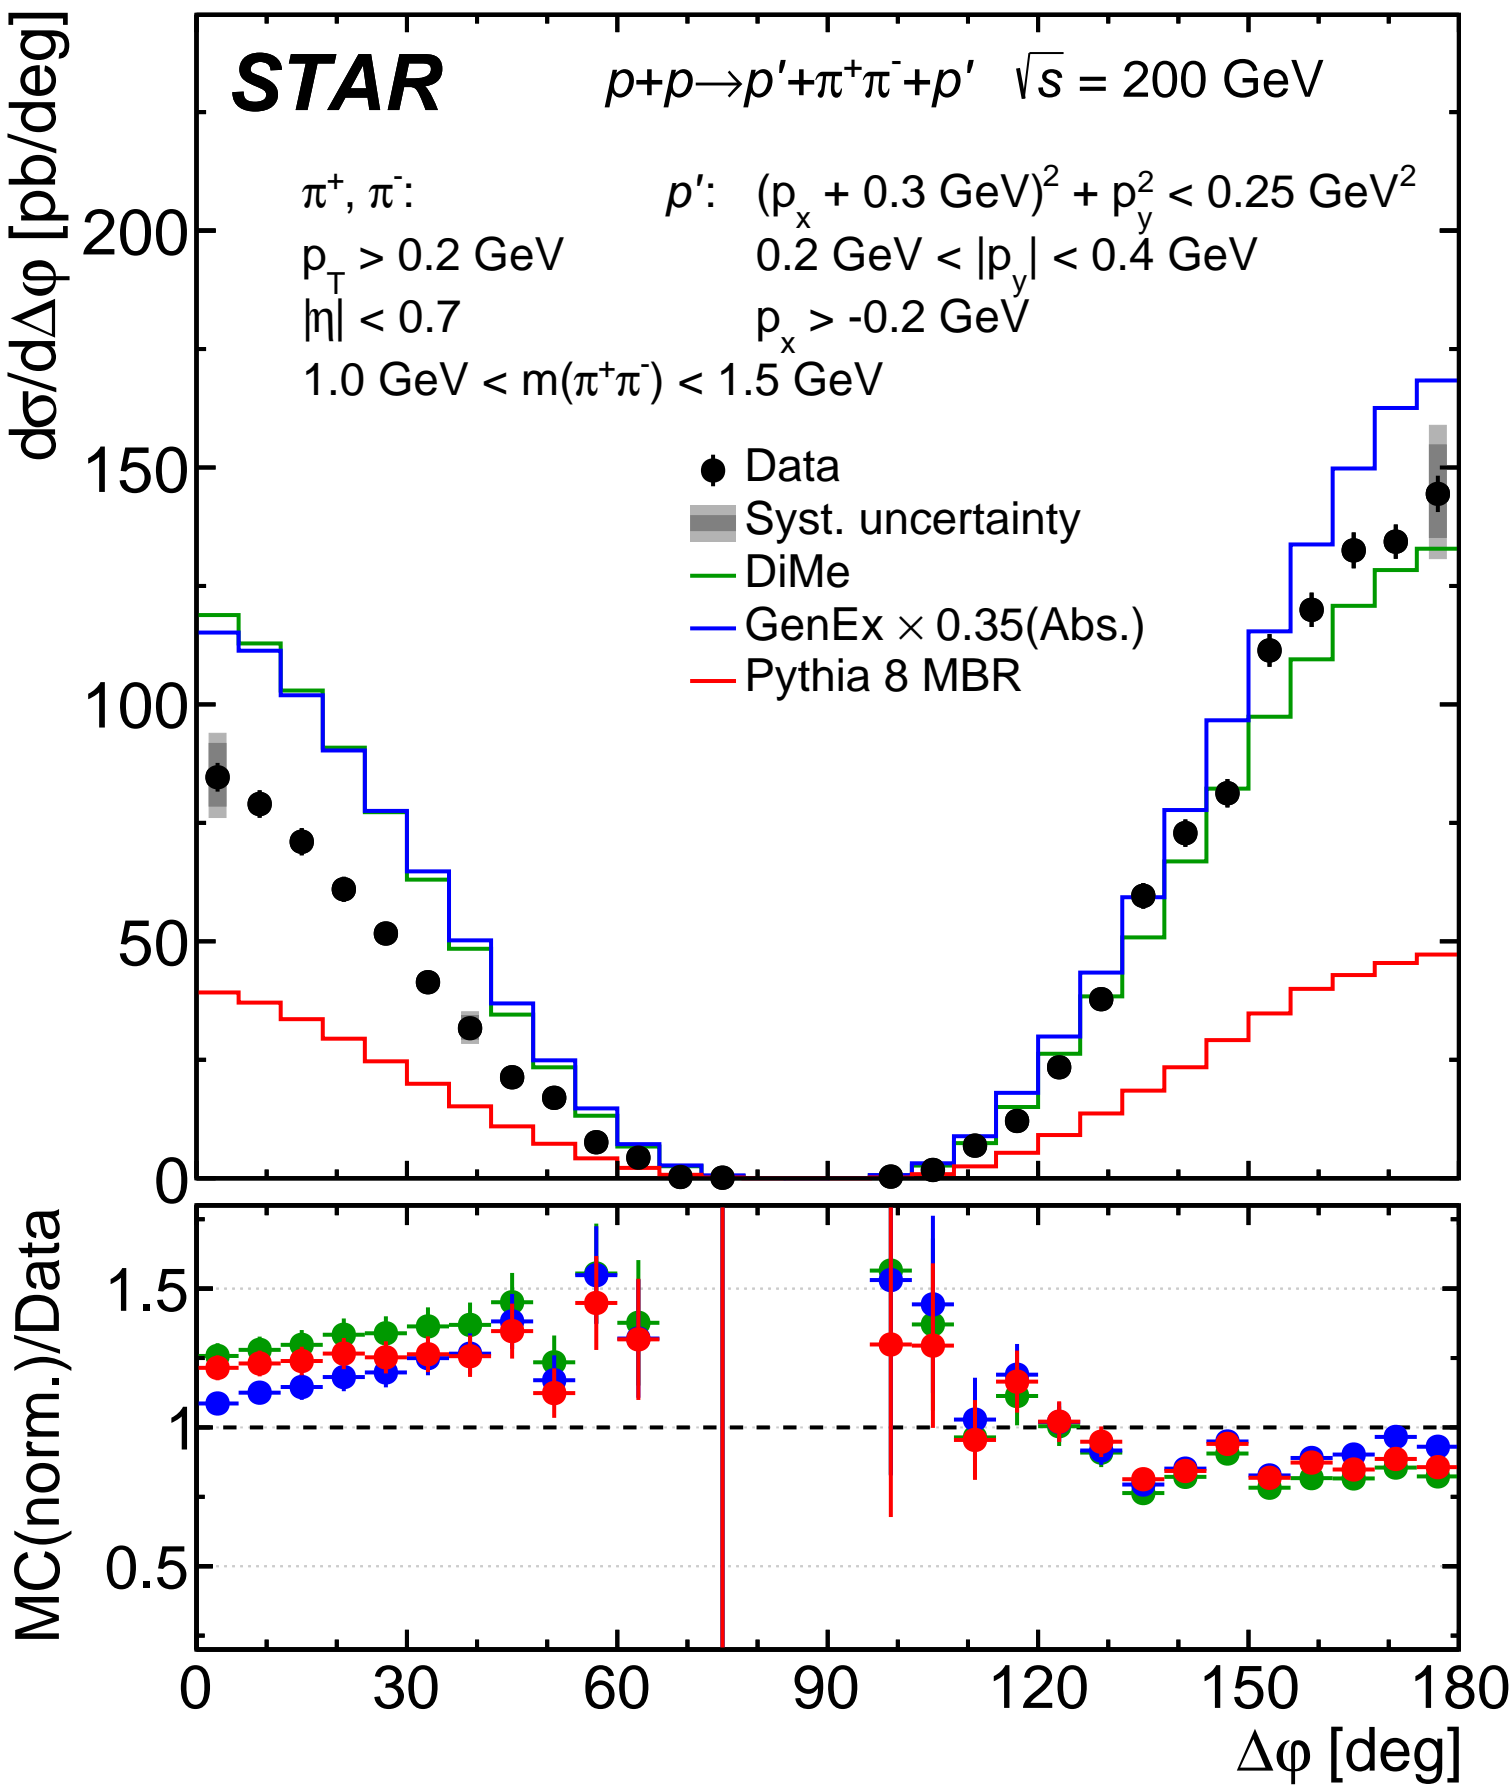 STAR
p+p→p′+π⁺π⁻+p′ √s = 200 GeV
π⁺, π⁻:
p_T > 0.2 GeV
|η| < 0.7
1.0 GeV < m(π⁺π⁻) < 1.5 GeV
p′: (p_x + 0.3 GeV)² + p_y² < 0.25 GeV²
0.2 GeV < |p_y| < 0.4 GeV
p_x > -0.2 GeV
Data
Syst. uncertainty
DiMe
GenEx × 0.35(Abs.)
Pythia 8 MBR
dσ/dΔφ [pb/deg]
200
150
100
50
0
MC(norm.)/Data
1.5
1
0.5
0 30 60 90 120 150 180
Δφ [deg]